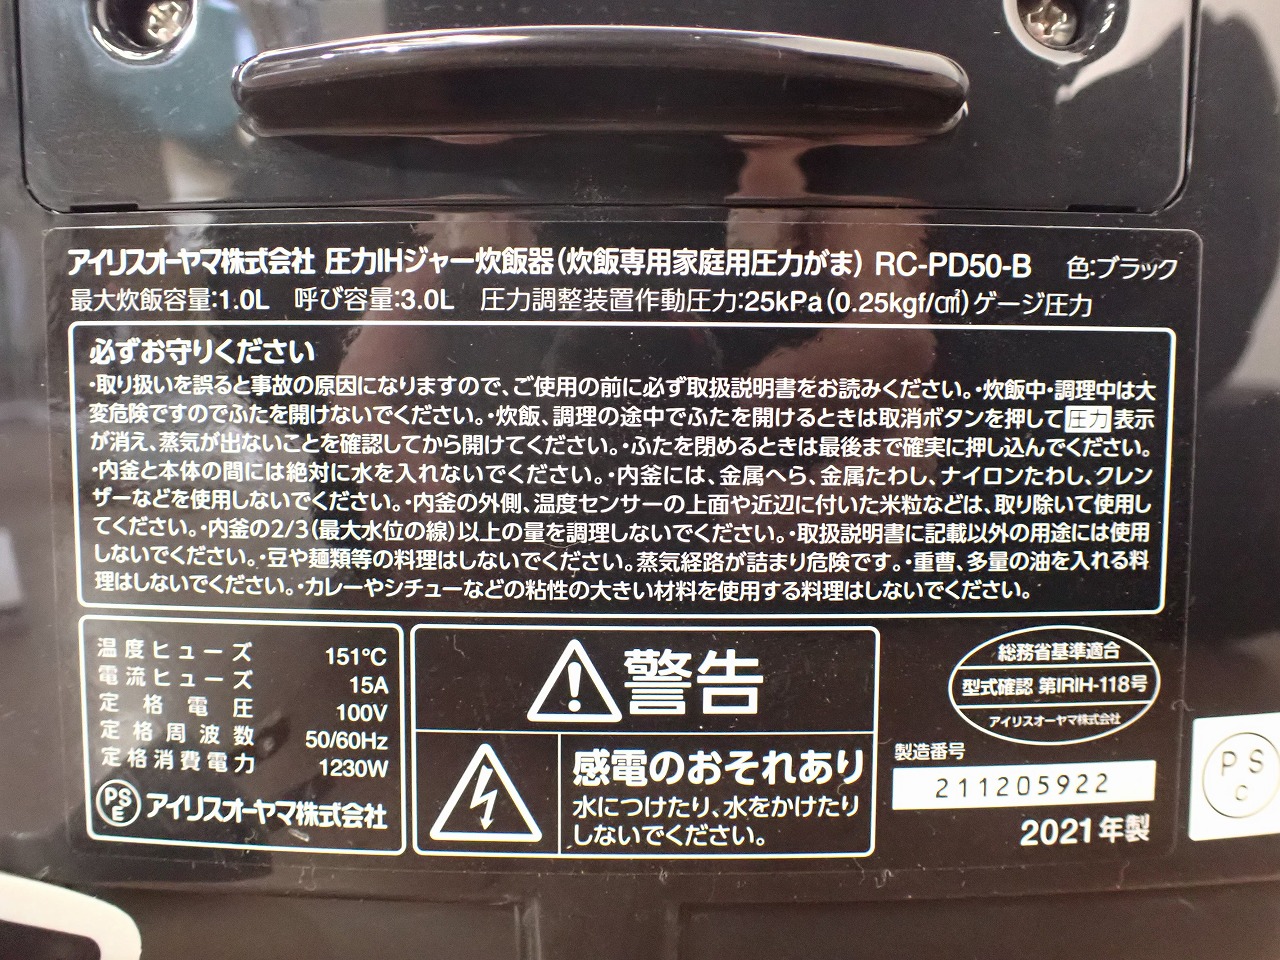 アイリスオーヤマ株式会社 圧力IHジャー炊飯器(炊飯専用家庭用圧力がま) RC-PD50-B 色:ブラック
最大炊飯容量:1.0L 呼び容量:3.0L 圧力調整装置作動圧力:25kPa(0.25kgf/c㎡)ゲージ圧力
必ずお守りください
・取り扱いを誤ると事故の原因になりますので、ご使用の前に必ず取扱説明書をお読みください。・炊飯中・調理中は大
変危険ですのでふたを開けないでください。・炊飯、調理の途中でふたを開けるときは取消ボタンを押して圧力表示
が消え、蒸気が出ないことを確認してから開けてください。・ふたを閉めるときは最後まで確実に押し込んでください。
・内釜と本体の間には絶対に水を入れないでください。・内釜には、金属へら、金属たわし、ナイロンたわし、クレン
ザーなどを使用しないでください。・内釜の外側、温度センサーの上面や近辺に付いた米粒などは、取り除いて使用し
てください。・内釜の2/3(最大水位の線)以上の量を調理しないでください。・取扱説明書に記載以外の用途には使用
しないでください。・豆や麺類等の料理はしないでください。蒸気経路が詰まり危険です。・重曹、多量の油を入れる料
理はしないでください。・カレーやシチューなどの粘性の大きい材料を使用する料理はしないでください。
温度ヒューズ 151℃
電流ヒューズ 15A
定格電圧 100V
定格周波数 50/60Hz
定格消費電力 1230W
PSE アイリスオーヤマ株式会社
警告
感電のおそれあり
水につけたり、水をかけたり
しないでください。
総務省基準適合
型式確認 第IRIH-118号
アイリスオーヤマ株式会社
製造番号
211205922
2021年製
PS
C